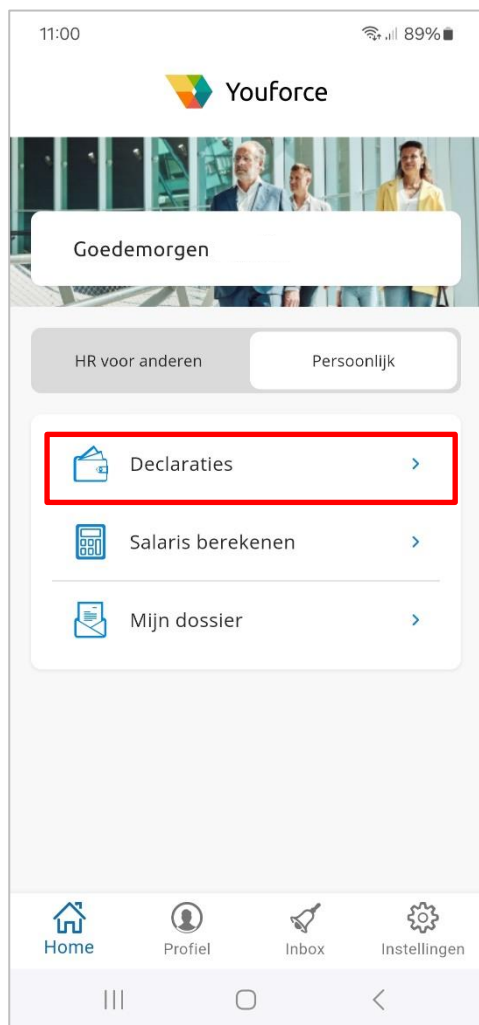 11:00 89%
Youforce
Goedemorgen
HR voor anderen Persoonlijk
Declaraties
Salaris berekenen
Mijn dossier
Home Profiel Inbox Instellingen